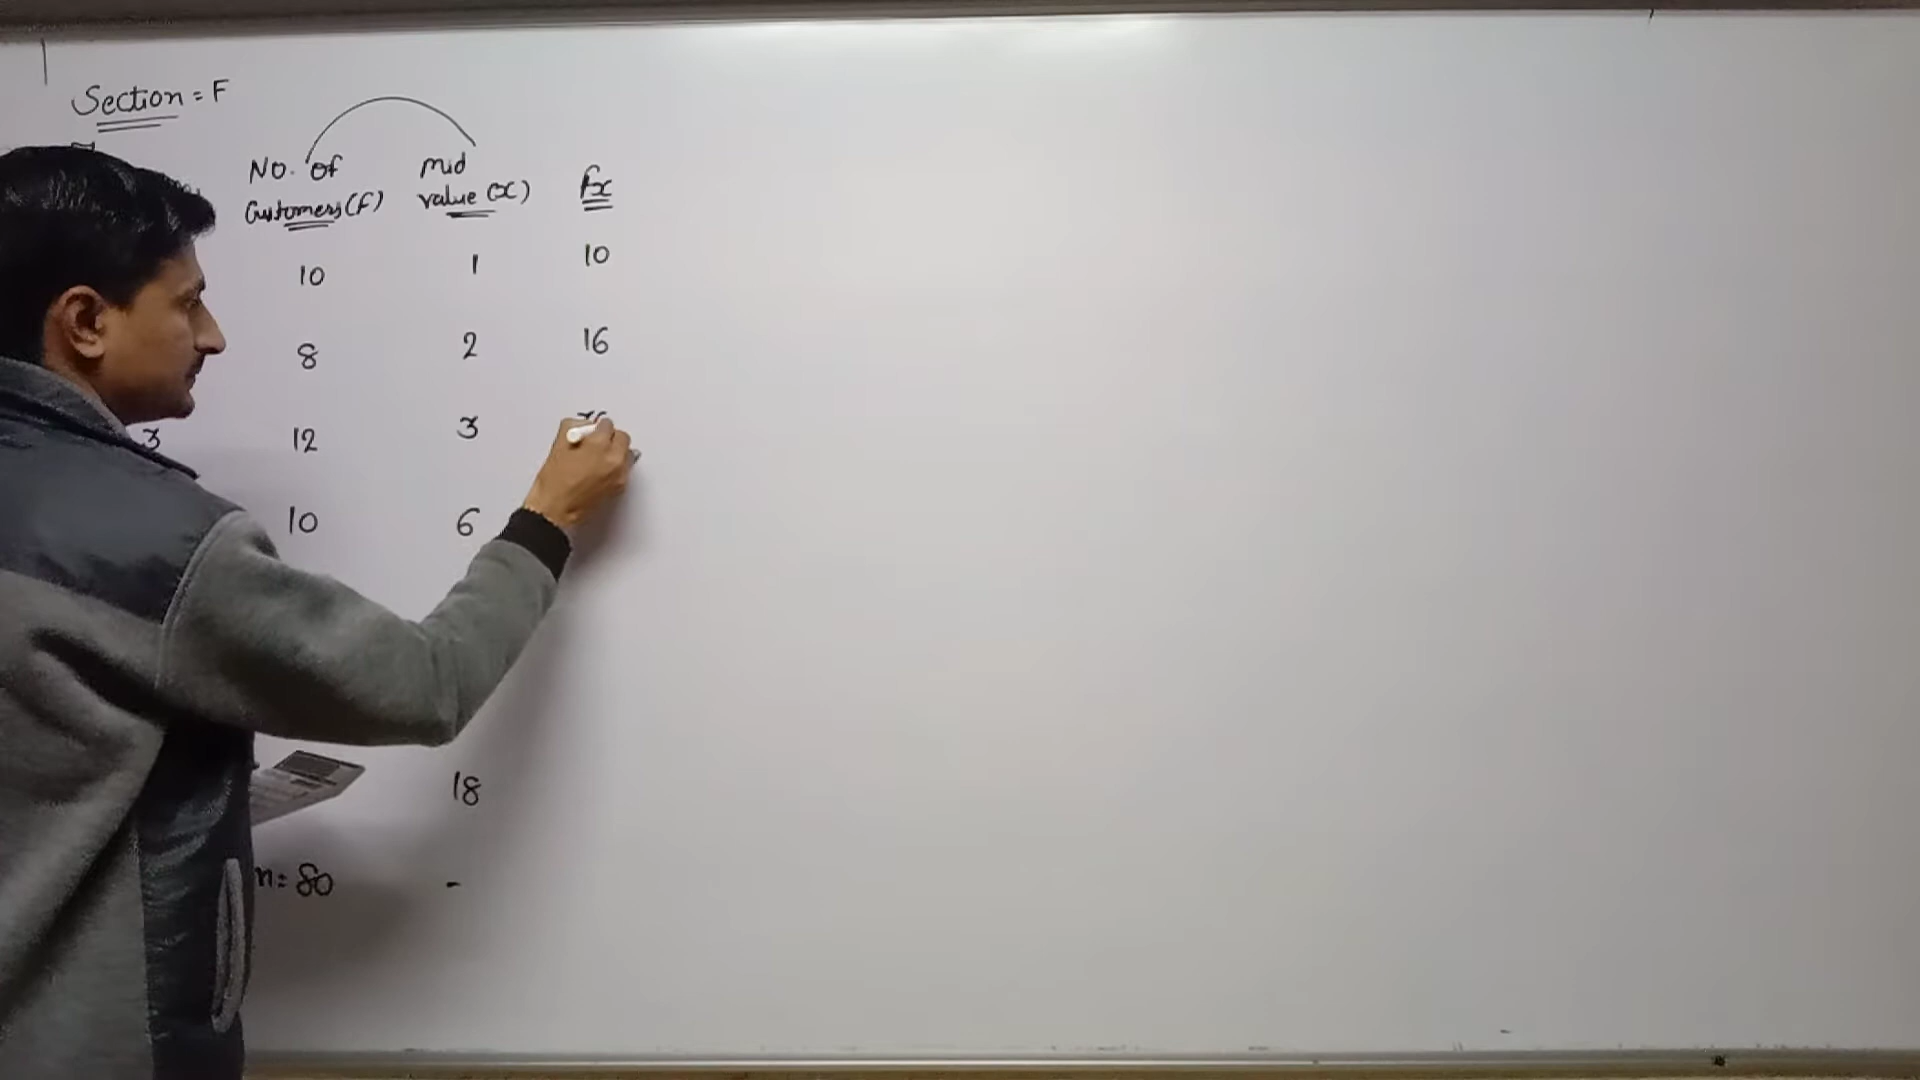 Section = F
No. of mid fx
Customers (F) value (x)
10 1 10
8 2 16
3 12 3
10 6
18
n = 80 -